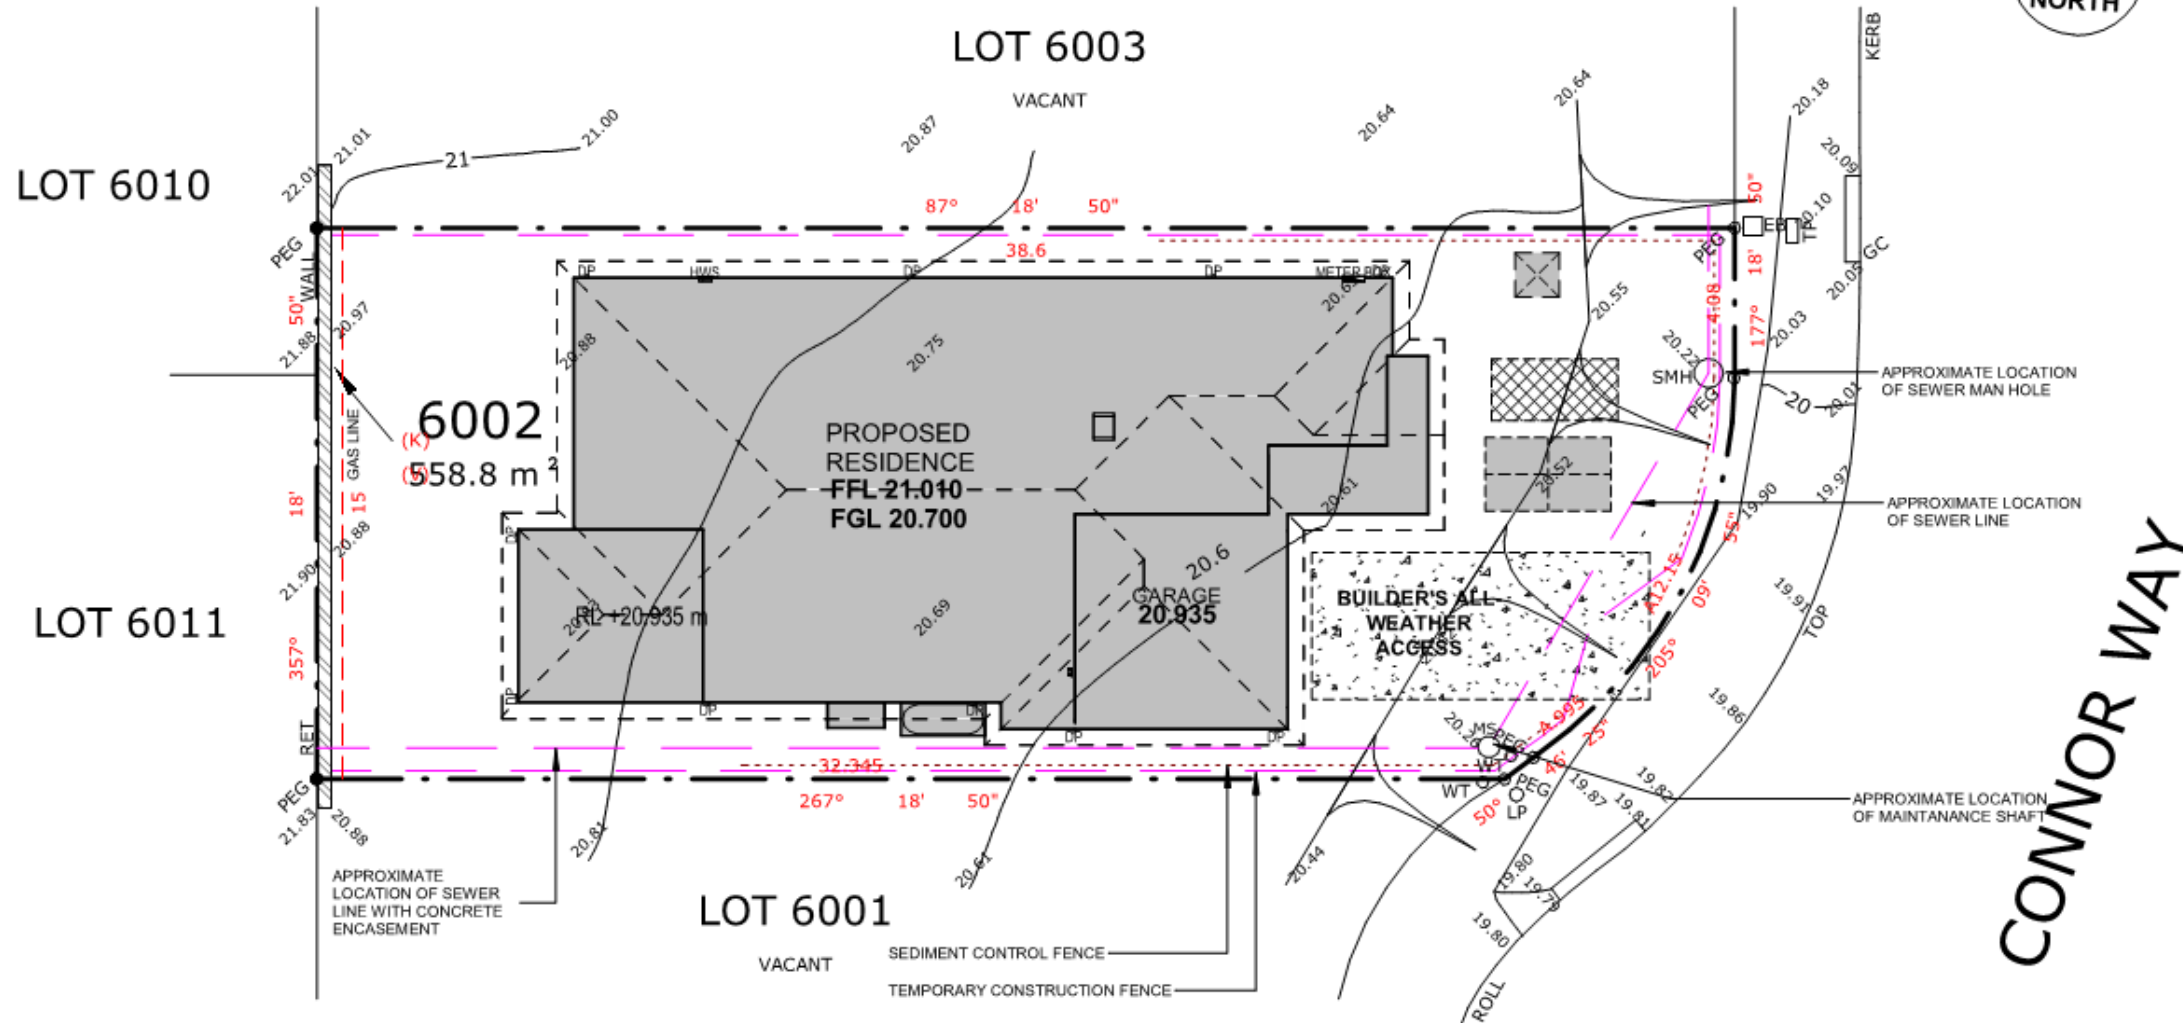 NORTH
LOT 6003
VACANT
KERB
20.64
20.18
22.01
21.01
21
21.00
20.87
20.64
20.09
LOT 6010
87° 18' 50"
50"
38.6
PEG
WALL
DP
HWS
DP
DP
METER BOX
PEG
EB
TP
20.10
GC
20.05
18'
50"
21.88
20.97
20.88
20.75
20.55
4.08
177°
20.03
20.22
SMH
PEG
APPROXIMATE LOCATION
OF SEWER MAN HOLE
20
20.01
6002
(K)
558.8 m²
GAS LINE
15
18'
PROPOSED
RESIDENCE
FFL 21.010
FGL 20.700
20.61
20.52
19.90
19.97
APPROXIMATE LOCATION
OF SEWER LINE
55"
09'
205°
A12.15
21.90
20.88
DP
20.6
GARAGE
20.935
RL +20.935 m
20.69
BUILDER'S ALL
WEATHER
ACCESS
19.91
TOP
LOT 6011
357°
DP
DP
DP
DP
DP
19.86
CONNOR WAY
RET
PEG
21.83
20.88
32.345
267° 18' 50"
20.26
MS
PEG
A4.995
25"
46'
50°
WT
WT
PEG
LP
19.87
19.82
19.81
APPROXIMATE LOCATION
OF MAINTANANCE SHAFT
20.81
20.61
20.44
19.80
19.79
19.80
APPROXIMATE
LOCATION OF SEWER
LINE WITH CONCRETE
ENCASEMENT
LOT 6001
VACANT
SEDIMENT CONTROL FENCE
TEMPORARY CONSTRUCTION FENCE
ROLL